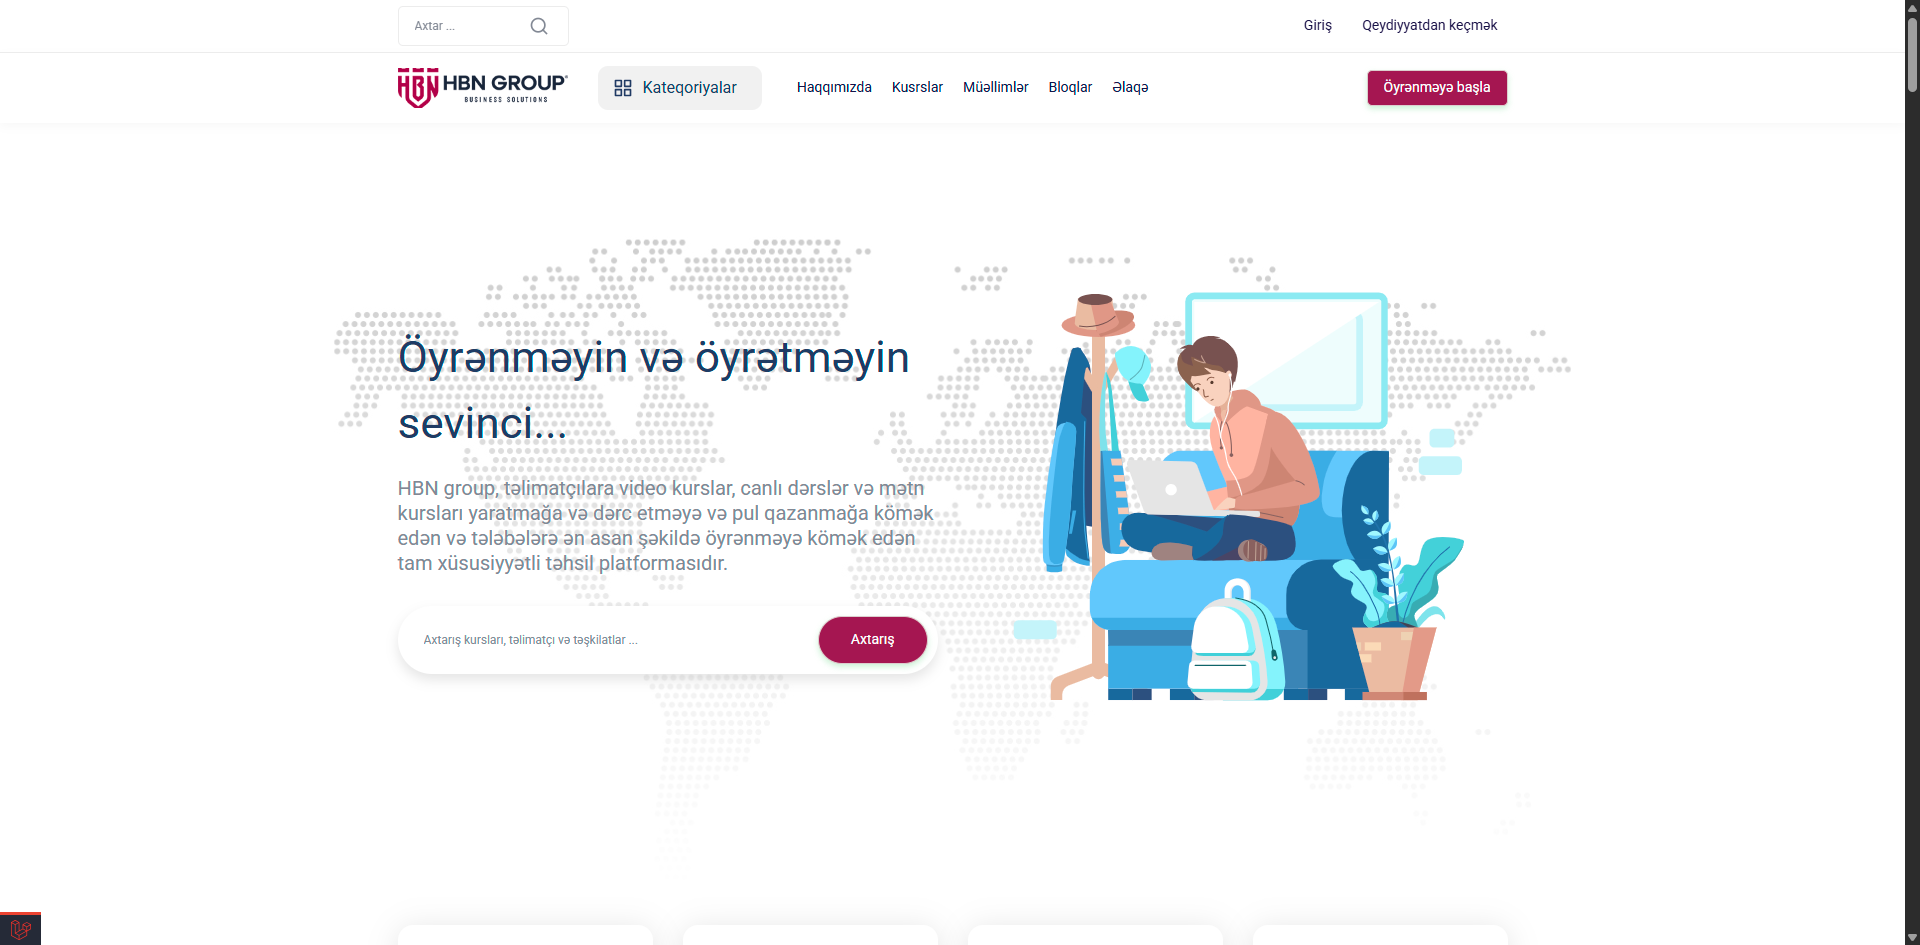 Axtar ...
Giriş
Qeydiyyatdan keçmək
HBN GROUP
BUSINESS SOLUTIONS
Kateqoriyalar
Haqqımızda
Kusrslar
Müəllimlər
Bloqlar
Əlaqə
Öyrənməyə başla
Öyrənməyin və öyrətməyin
sevinci...
HBN group, təlimatçılara video kurslar, canlı dərslər və mətn
kursları yaratmağa və dərc etməyə və pul qazanmağa kömək
edən və tələbələrə ən asan şəkildə öyrənməyə kömək edən
tam xüsusiyyətli təhsil platformasıdır.
Axtarış kursları, təlimatçı və təşkilatlar ...
Axtarış